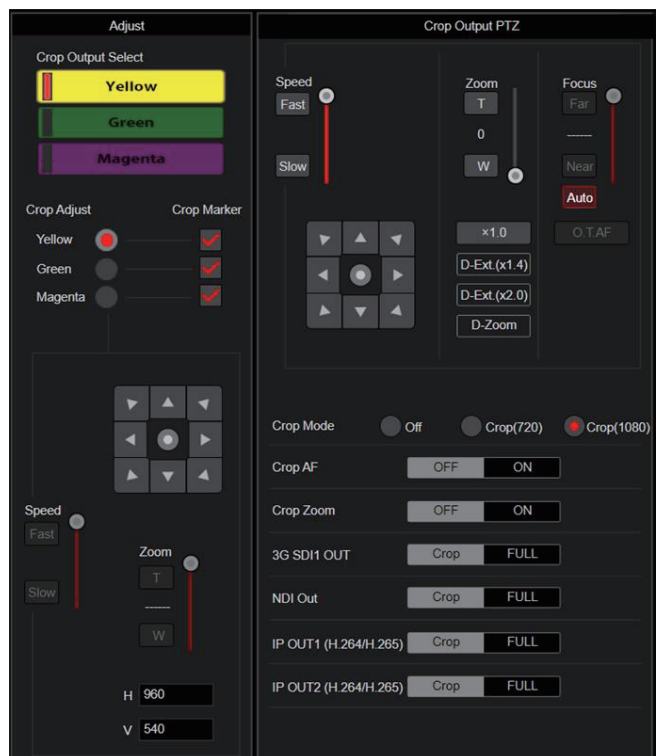 Adjust
Crop Output Select
Yellow
Green
Magenta
Crop Adjust Crop Marker
Yellow
Green
Magenta
Speed
Fast
Slow
Zoom
T
------
W
H 960
V 540
Crop Output PTZ
Speed
Fast
Slow
Zoom
T
0
W
Focus
Far
------
Near
Auto
×1.0
O.T.AF
D-Ext.(x1.4)
D-Ext.(x2.0)
D-Zoom
Crop Mode Off Crop(720) Crop(1080)
Crop AF OFF ON
Crop Zoom OFF ON
3G SDI1 OUT Crop FULL
NDI Out Crop FULL
IP OUT1 (H.264/H.265) Crop FULL
IP OUT2 (H.264/H.265) Crop FULL